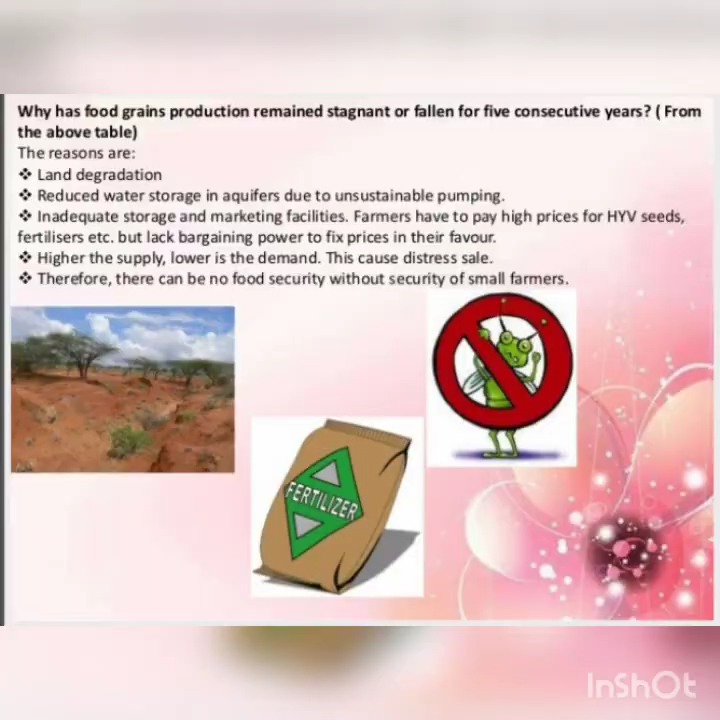 Why has food grains production remained stagnant or fallen for five consecutive years? ( From
the above table)
The reasons are:
❖ Land degradation
❖ Reduced water storage in aquifers due to unsustainable pumping.
❖ Inadequate storage and marketing facilities. Farmers have to pay high prices for HYV seeds,
fertilisers etc. but lack bargaining power to fix prices in their favour.
❖ Higher the supply, lower is the demand. This cause distress sale.
❖ Therefore, there can be no food security without security of small farmers.
FERTILIZER
InShOt